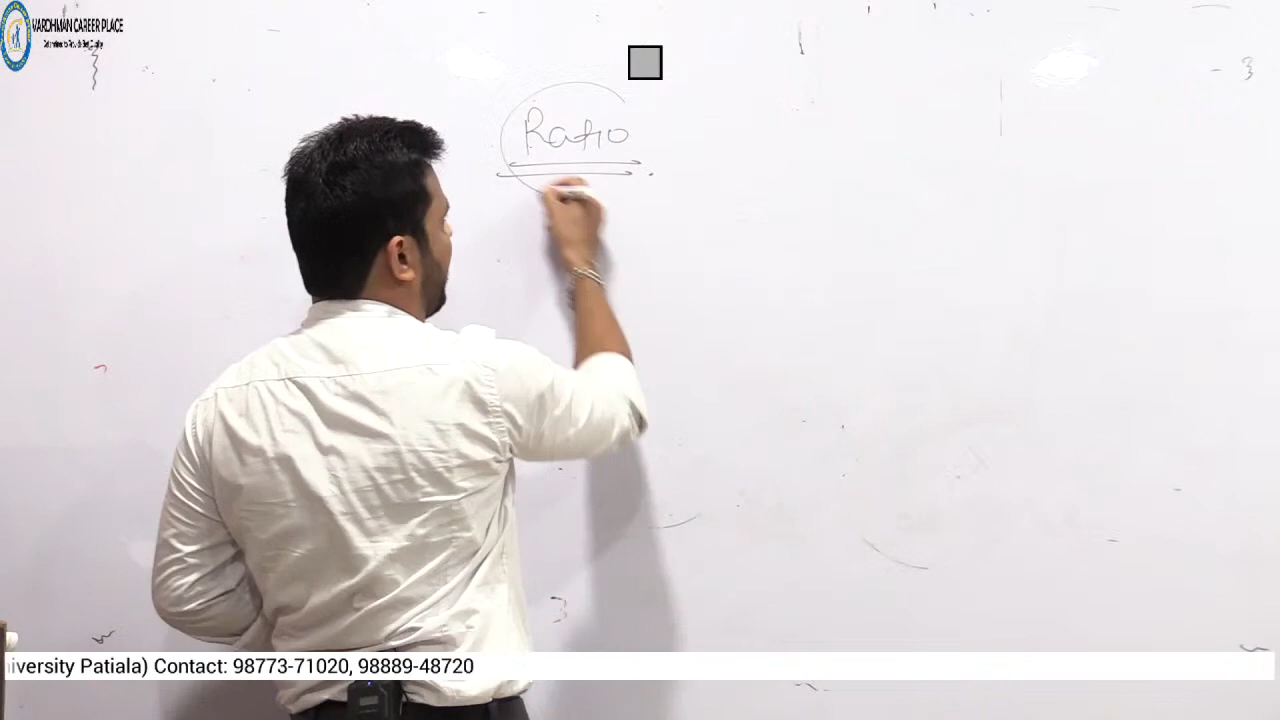 VARDHMAN CAREER PLACE
Ratio
iversity Patiala) Contact: 98773-71020, 98889-48720